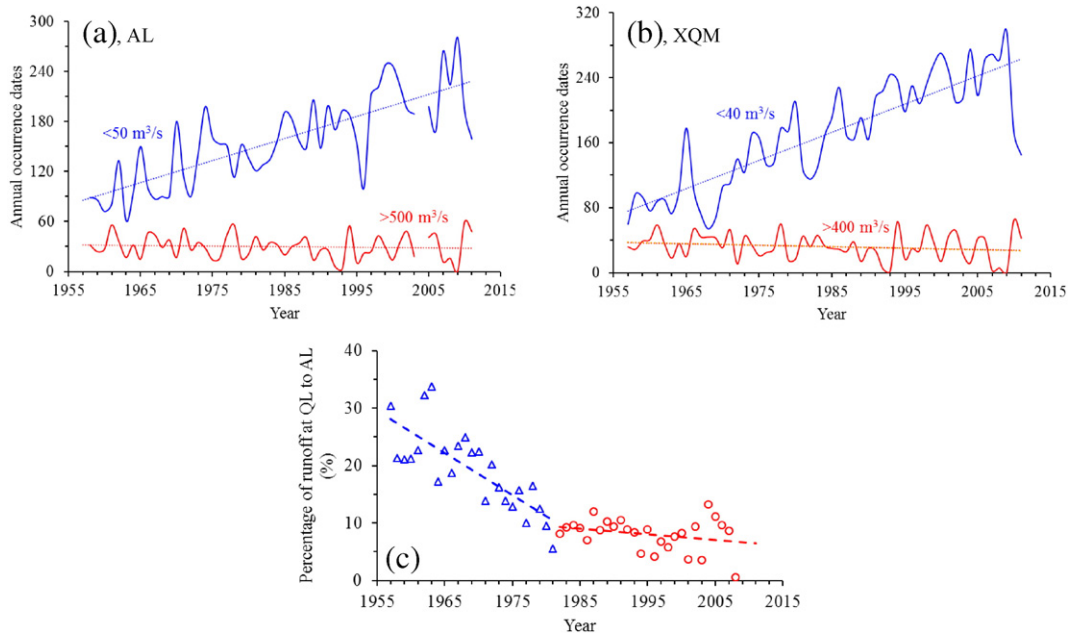 (a), AL
Annual occurrence dates
300
240
180
120
60
0
<50 m³/s
>500 m³/s
1955 1965 1975 1985 1995 2005 2015
Year
(b), XQM
Annual occurrence dates
320
240
160
80
0
<40 m³/s
>400 m³/s
1955 1965 1975 1985 1995 2005 2015
Year
Percentage of runoff at QL to AL
(%)
40
30
20
10
0
(c)
1955 1965 1975 1985 1995 2005 2015
Year